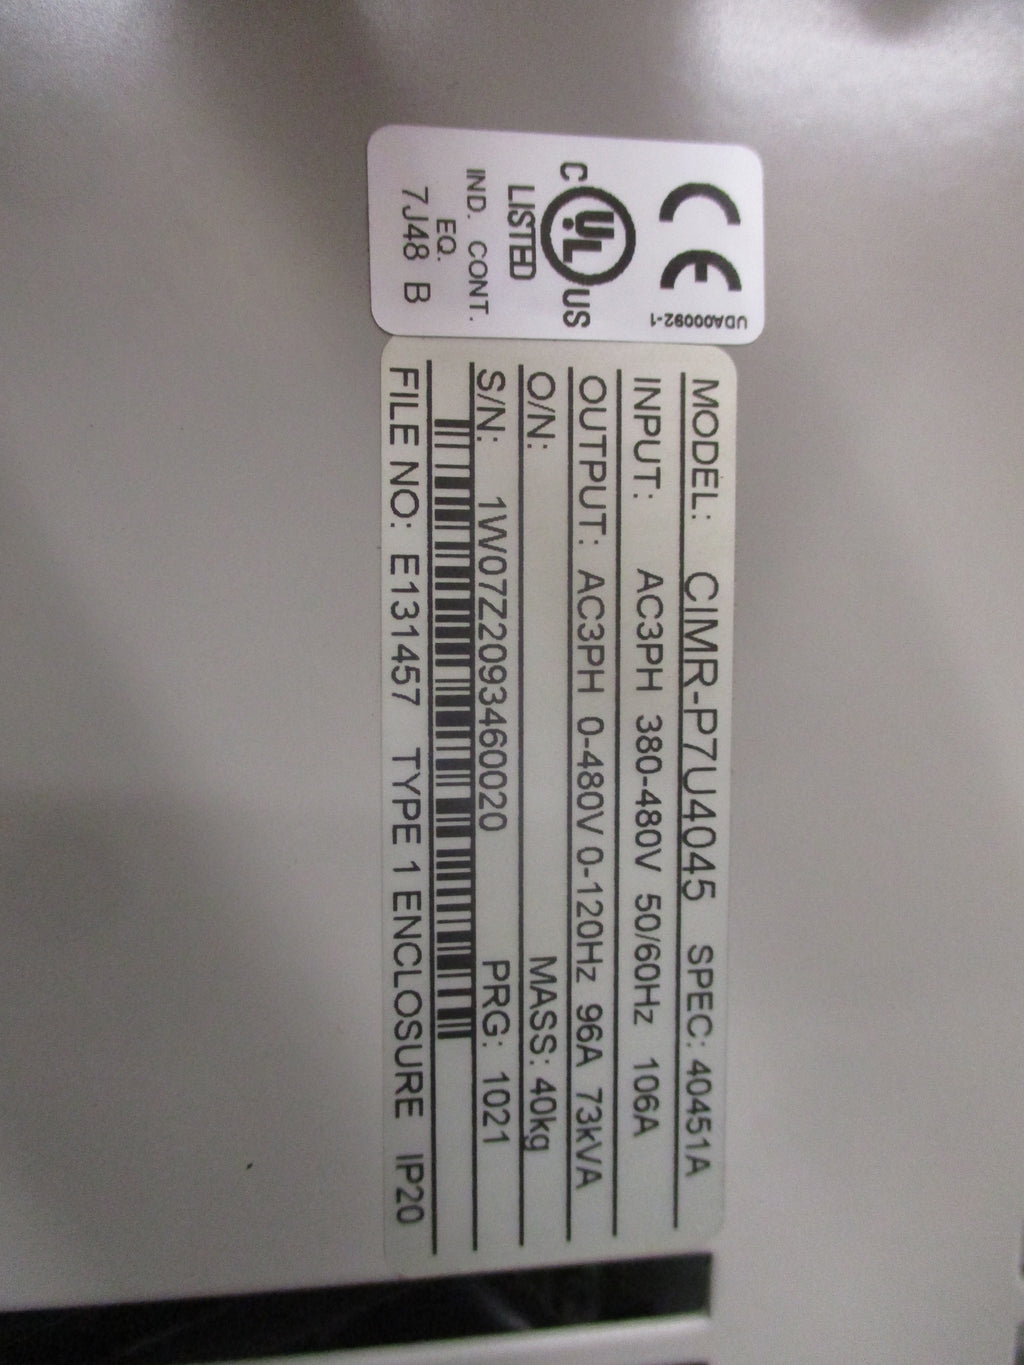 CE
UDA00092-1
C UL US
LISTED
IND. CONT.
EQ.
7J48 B
MODEL: CIMR-P7U4045 SPEC: 40451A
INPUT: AC3PH 380-480V 50/60Hz 106A
OUTPUT: AC3PH 0-480V 0-120Hz 96A 73kVA
O/N: MASS: 40kg
S/N: 1W07Z2093460020 PRG: 1021
FILE NO: E131457 TYPE 1 ENCLOSURE IP20